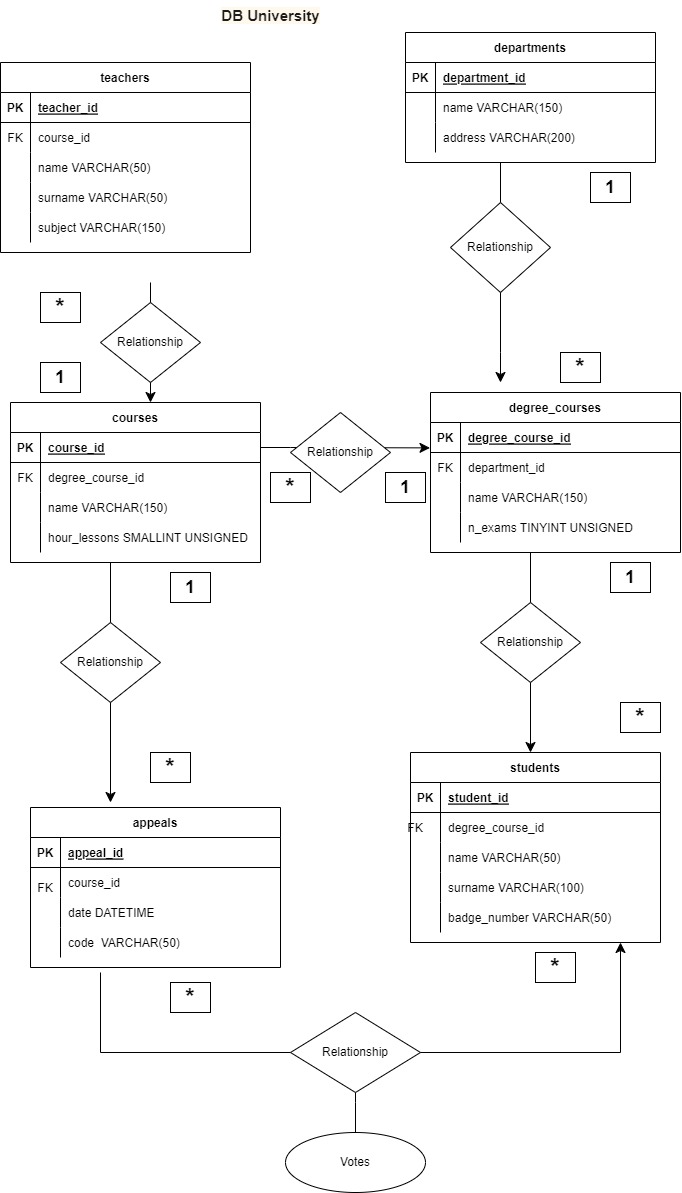 DB University
departments
PK department_id
name VARCHAR(150)
address VARCHAR(200)
teachers
PK teacher_id
FK course_id
name VARCHAR(50)
surname VARCHAR(50)
subject VARCHAR(150)
1
Relationship
*
Relationship
1
*
courses
PK course_id
FK degree_course_id
name VARCHAR(150)
hour_lessons SMALLINT UNSIGNED
Relationship
*
1
degree_courses
PK degree_course_id
FK department_id
name VARCHAR(150)
n_exams TINYINT UNSIGNED
1
1
Relationship
Relationship
*
*
students
PK student_id
FK degree_course_id
name VARCHAR(50)
surname VARCHAR(100)
badge_number VARCHAR(50)
appeals
PK appeal_id
FK course_id
date DATETIME
code  VARCHAR(50)
*
*
Relationship
Votes